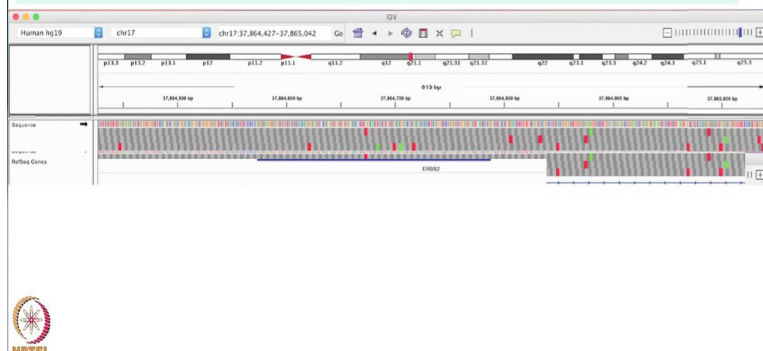 IGV
Human hg19 chr17 chr17:37,864,427-37,865,042 Go
p13.3 p13.2 p13.1 p12 p11.2 p11.1 q11.2 q12 q21.1 q21.31 q21.32 q22 q23.1 q23.3 q24.2 q24.3 q25.1 q25.3
37,864,500 bp 37,864,600 bp 37,864,700 bp 37,864,800 bp 37,864,900 bp 37,865,000 bp
Sequence
RefSeq Genes
ERBB2
NPTEL